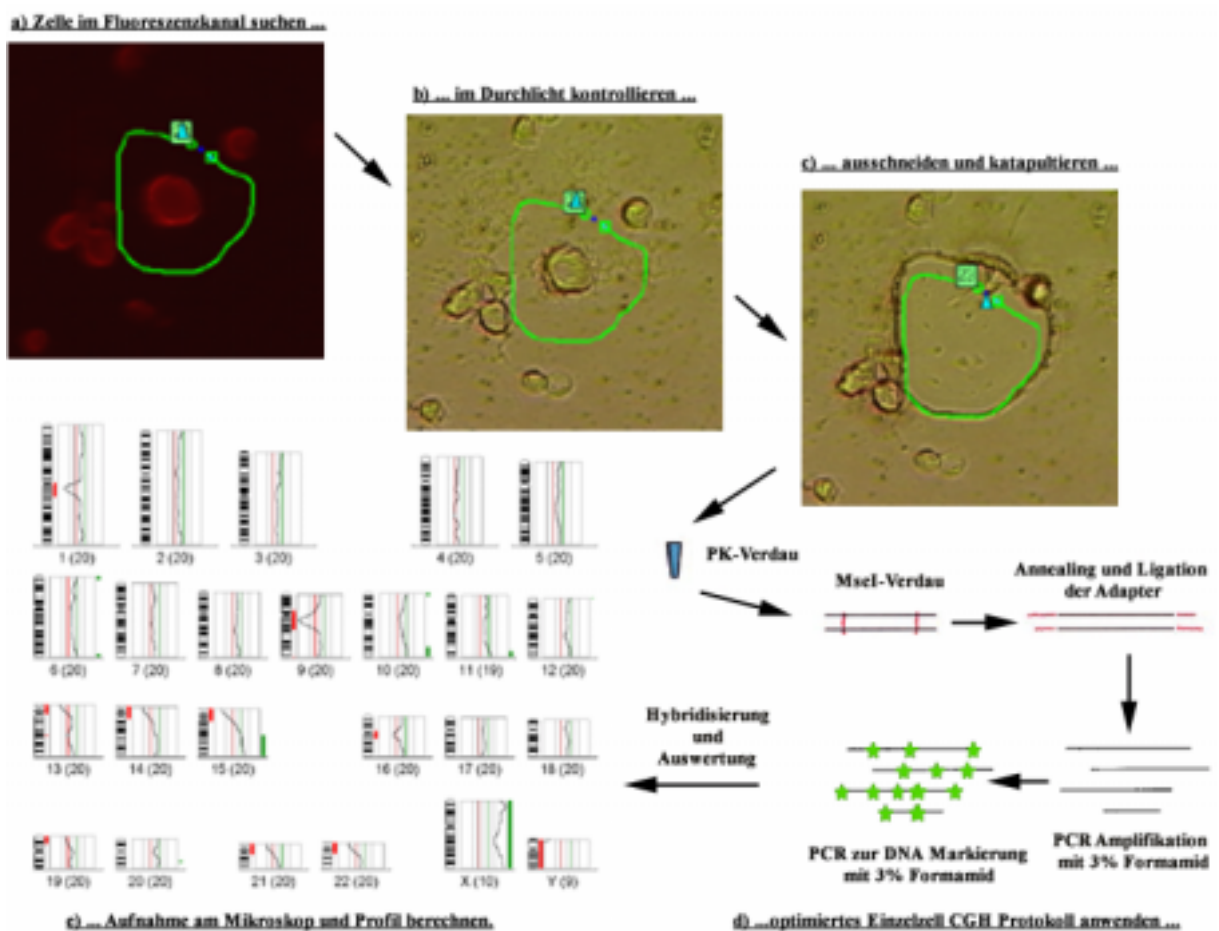 a) Zelle im Fluoreszenzkanal suchen ...
b) ... im Durchlicht kontrollieren ...
c) ... ausschneiden und katapultieren ...
PK-Verdau
MseI-Verdau
Annealing und Ligation
der Adapter
PCR Amplifikation
mit 3% Formamid
PCR zur DNA Markierung
mit 3% Formamid
Hybridisierung
und
Auswertung
1 (20)
2 (20)
3 (20)
4 (20)
5 (20)
6 (20)
7 (20)
8 (20)
9 (20)
10 (20)
11 (19)
12 (20)
13 (20)
14 (20)
15 (20)
16 (20)
17 (20)
18 (20)
19 (20)
20 (20)
21 (20)
22 (20)
X (10)
Y (9)
e) ... Aufnahme am Mikroskop und Profil berechnen.
d) ...optimiertes Einzelzell CGH Protokoll anwenden ...